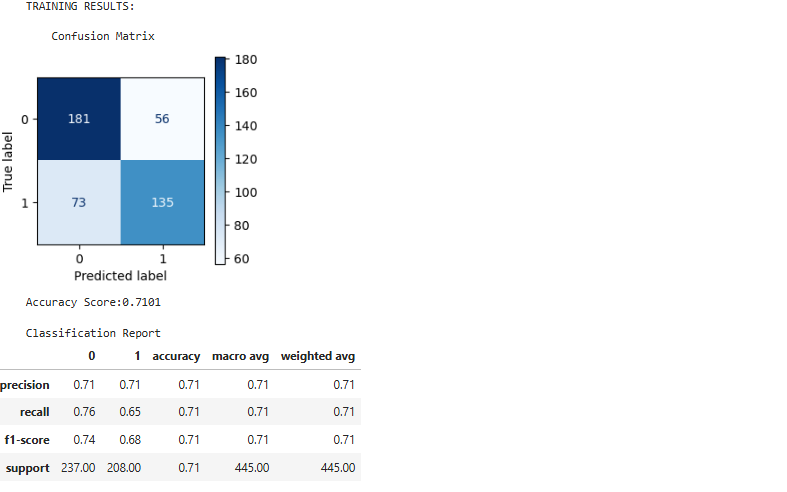 TRAINING RESULTS:
Confusion Matrix
180
160
140
120
100
80
60
True label
0 181 56
1 73 135
0 1
Predicted label
Accuracy Score:0.7101
Classification Report
0 1 accuracy macro avg weighted avg
precision 0.71 0.71 0.71 0.71 0.71
recall 0.76 0.65 0.71 0.71 0.71
f1-score 0.74 0.68 0.71 0.71 0.71
support 237.00 208.00 0.71 445.00 445.00